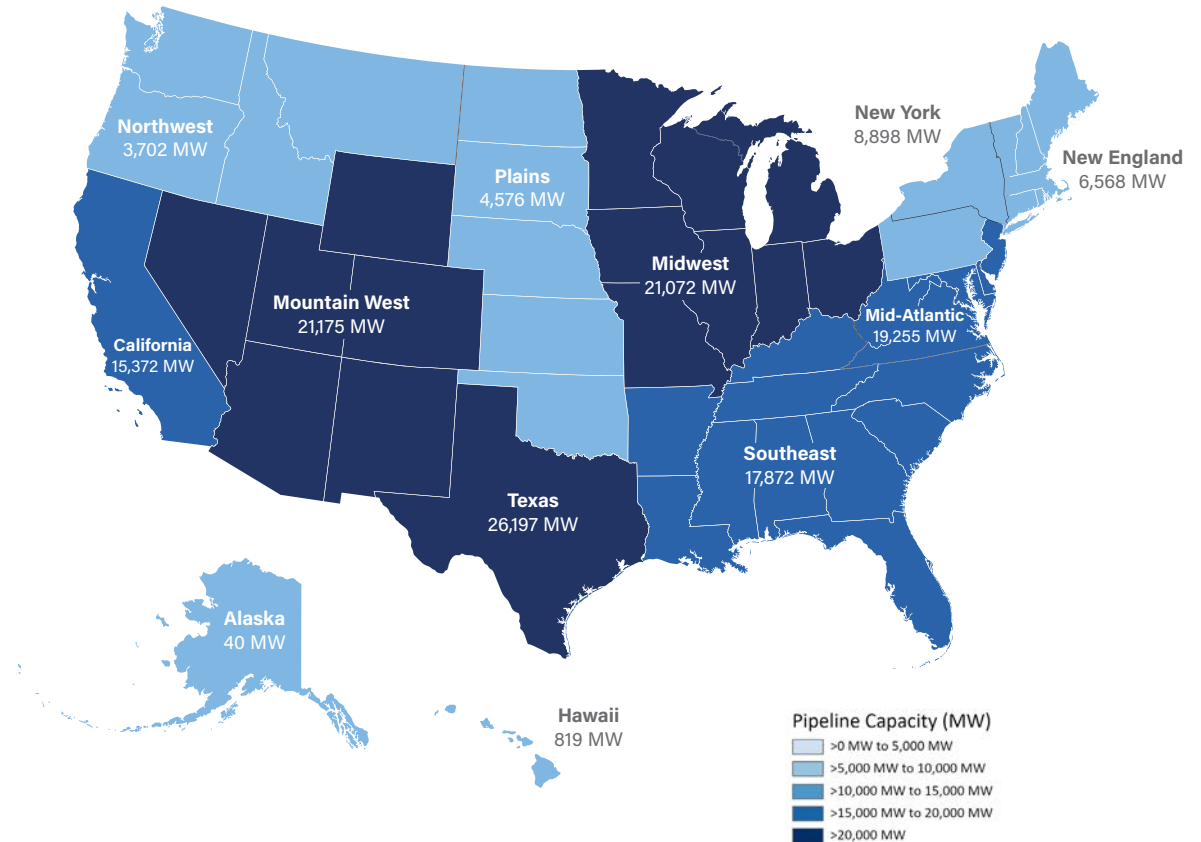 New York
8,898 MW
Northwest
3,702 MW
New England
6,568 MW
Plains
4,576 MW
Midwest
21,072 MW
Mountain West
21,175 MW
Mid-Atlantic
19,255 MW
California
15,372 MW
Southeast
17,872 MW
Texas
26,197 MW
Alaska
40 MW
Hawaii
819 MW
Pipeline Capacity (MW)
>0 MW to 5,000 MW
>5,000 MW to 10,000 MW
>10,000 MW to 15,000 MW
>15,000 MW to 20,000 MW
>20,000 MW